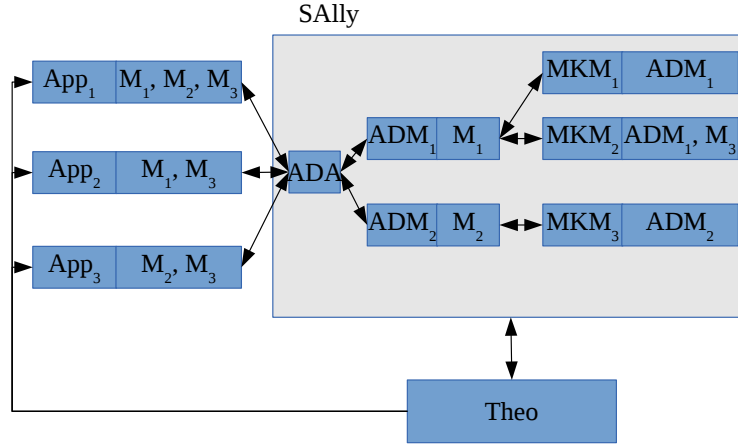 SAlly
App₁ M₁, M₂, M₃
MKM₁ ADM₁
ADM₁ M₁
MKM₂ ADM₁, M₃
App₂ M₁, M₃
ADA
ADM₂ M₂
MKM₃ ADM₂
App₃ M₂, M₃
Theo